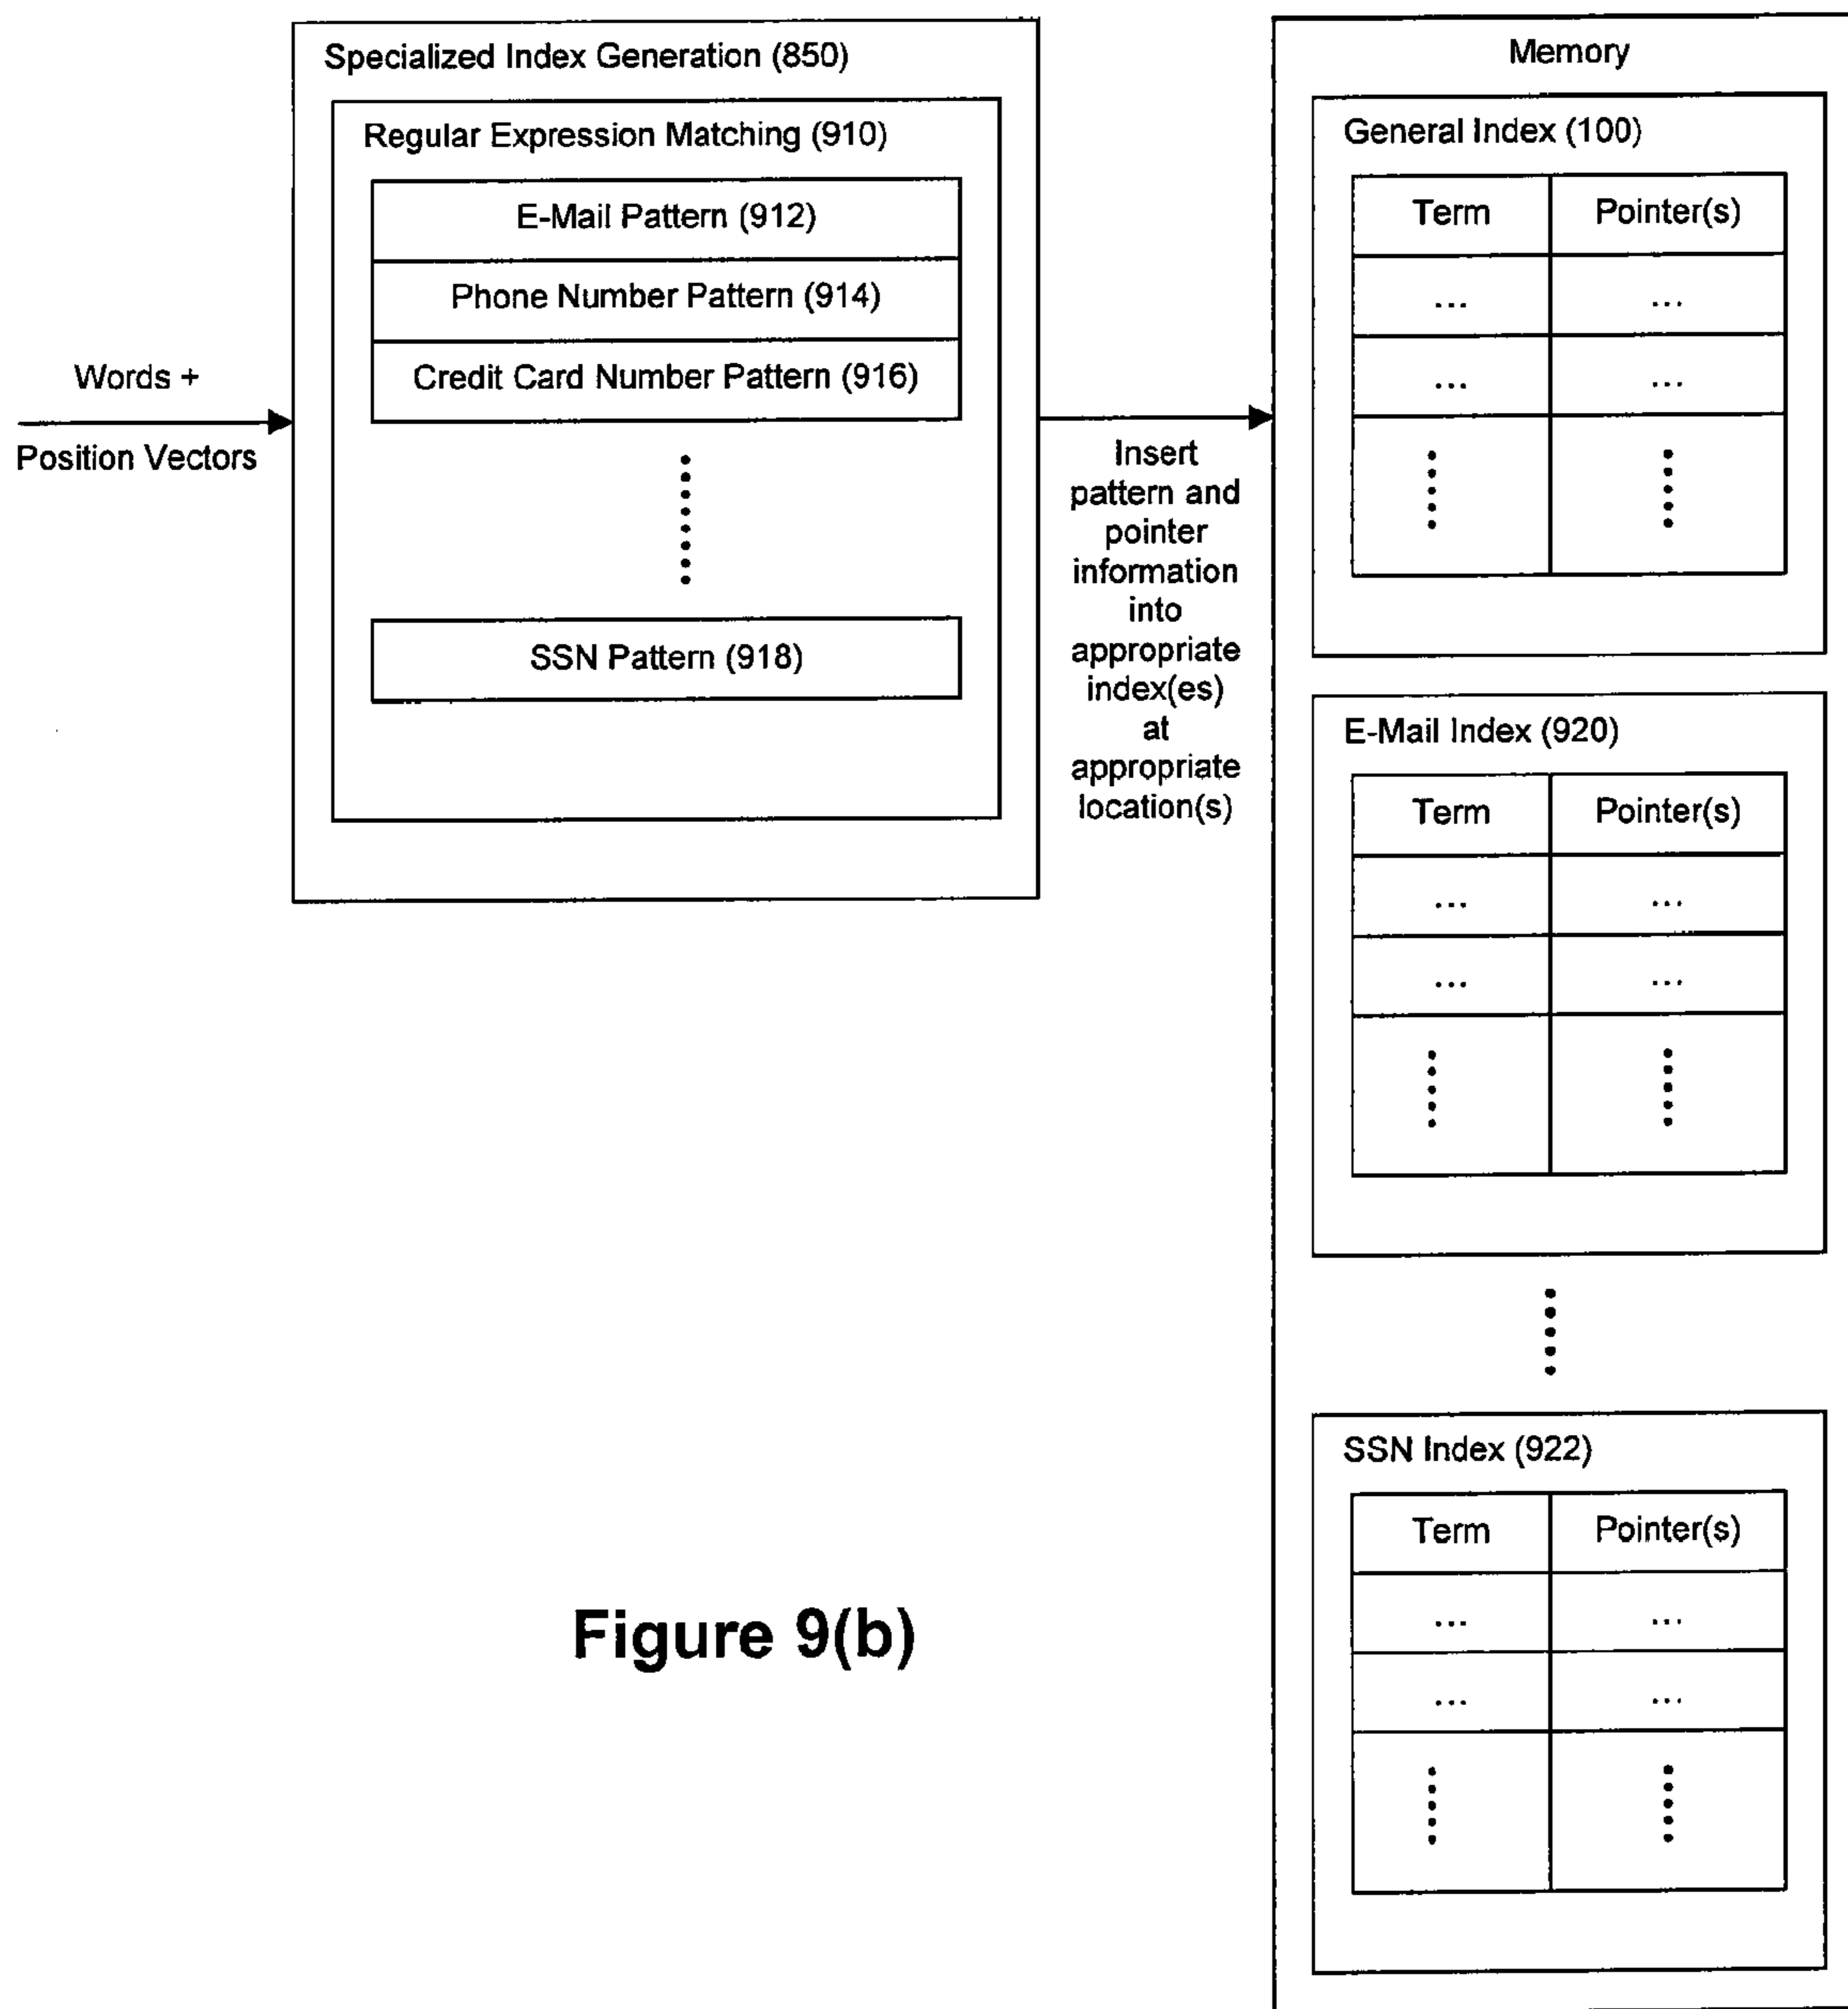 Specialized Index Generation (850)
Regular Expression Matching (910)
E-Mail Pattern (912)
Phone Number Pattern (914)
Credit Card Number Pattern (916)
SSN Pattern (918)
Words +
Position Vectors
Insert
pattern and
pointer
information
into
appropriate
index(es)
at
appropriate
location(s)
Memory
General Index (100)
Term Pointer(s)
... ...
... ...
E-Mail Index (920)
Term Pointer(s)
... ...
... ...
SSN Index (922)
Term Pointer(s)
... ...
... ...
Figure 9(b)